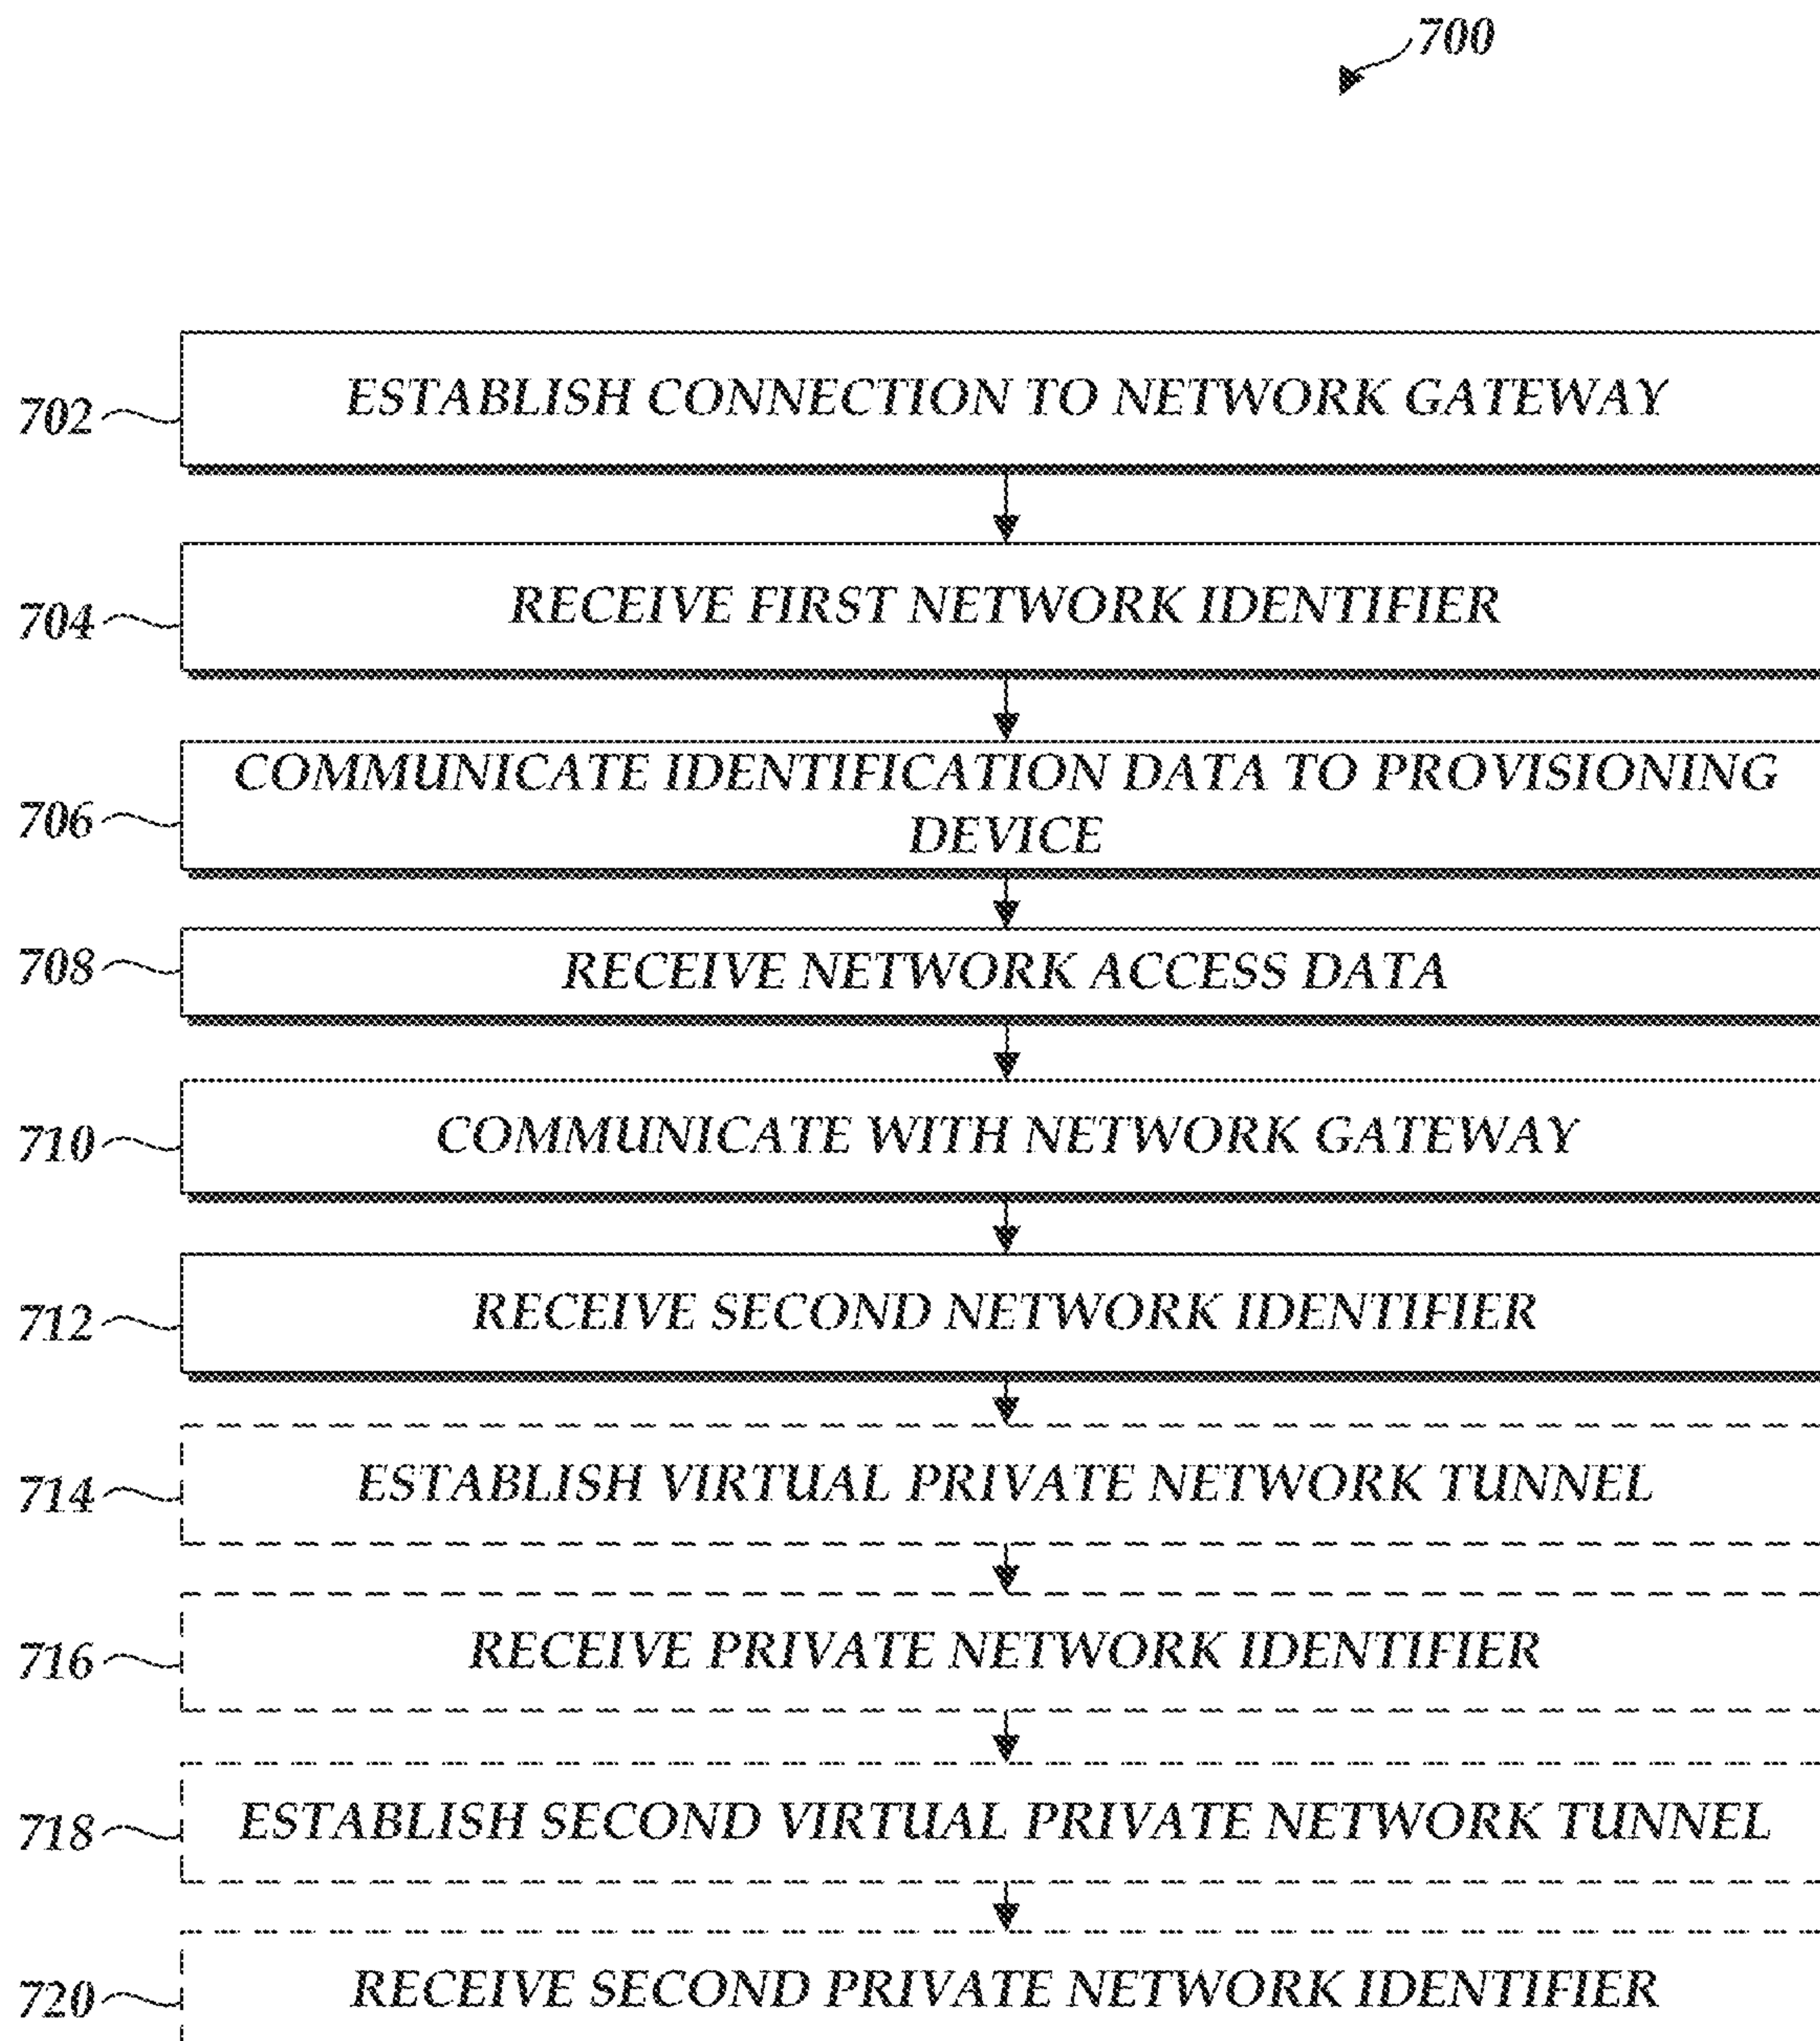 700
702 ESTABLISH CONNECTION TO NETWORK GATEWAY
704 RECEIVE FIRST NETWORK IDENTIFIER
706 COMMUNICATE IDENTIFICATION DATA TO PROVISIONING
DEVICE
708 RECEIVE NETWORK ACCESS DATA
710 COMMUNICATE WITH NETWORK GATEWAY
712 RECEIVE SECOND NETWORK IDENTIFIER
714 ESTABLISH VIRTUAL PRIVATE NETWORK TUNNEL
716 RECEIVE PRIVATE NETWORK IDENTIFIER
718 ESTABLISH SECOND VIRTUAL PRIVATE NETWORK TUNNEL
720 RECEIVE SECOND PRIVATE NETWORK IDENTIFIER